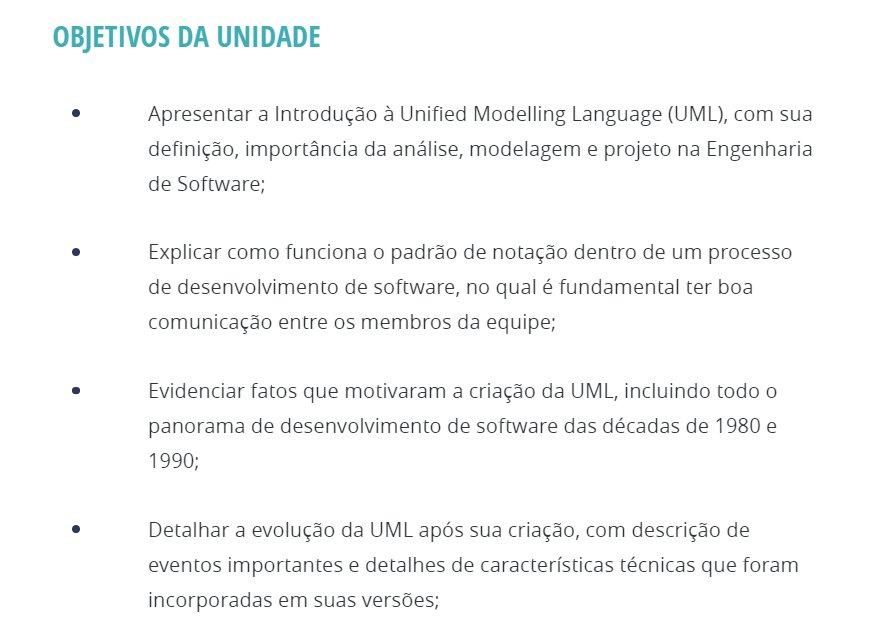 OBJETIVOS DA UNIDADE
• Apresentar a Introdução à Unified Modelling Language (UML), com sua
definição, importância da análise, modelagem e projeto na Engenharia
de Software;
• Explicar como funciona o padrão de notação dentro de um processo
de desenvolvimento de software, no qual é fundamental ter boa
comunicação entre os membros da equipe;
• Evidenciar fatos que motivaram a criação da UML, incluindo todo o
panorama de desenvolvimento de software das décadas de 1980 e
1990;
• Detalhar a evolução da UML após sua criação, com descrição de
eventos importantes e detalhes de características técnicas que foram
incorporadas em suas versões;